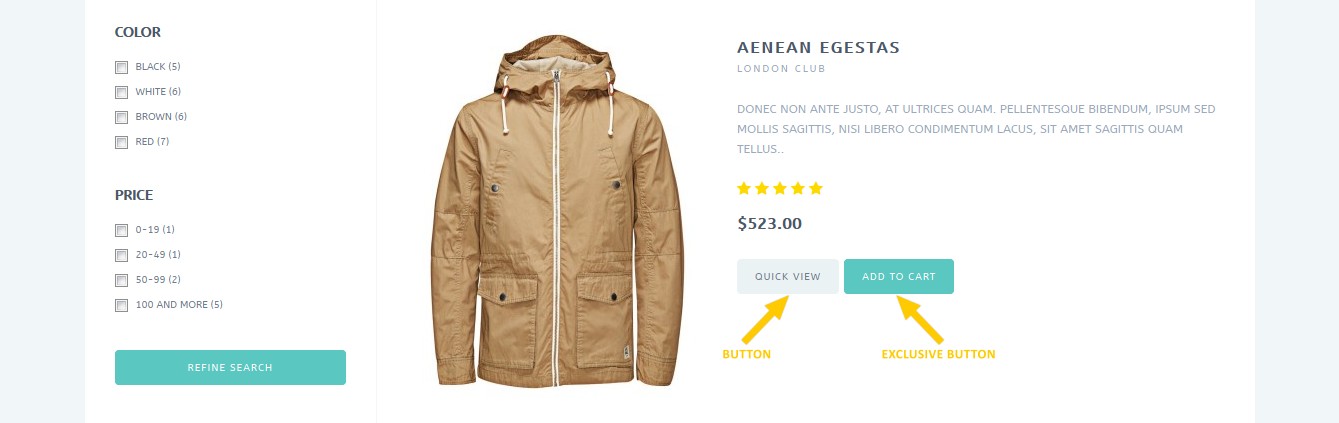 COLOR
BLACK (5)
WHITE (6)
BROWN (6)
RED (7)
PRICE
0-19 (1)
20-49 (1)
50-99 (2)
100 AND MORE (5)
REFINE SEARCH
AENEAN EGESTAS
LONDON CLUB
DONEC NON ANTE JUSTO, AT ULTRICES QUAM. PELLENTESQUE BIBENDUM, IPSUM SED
MOLLIS SAGITTIS, NISI LIBERO CONDIMENTUM LACUS, SIT AMET SAGITTIS QUAM
TELLUS..
$523.00
QUICK VIEW
ADD TO CART
BUTTON
EXCLUSIVE BUTTON